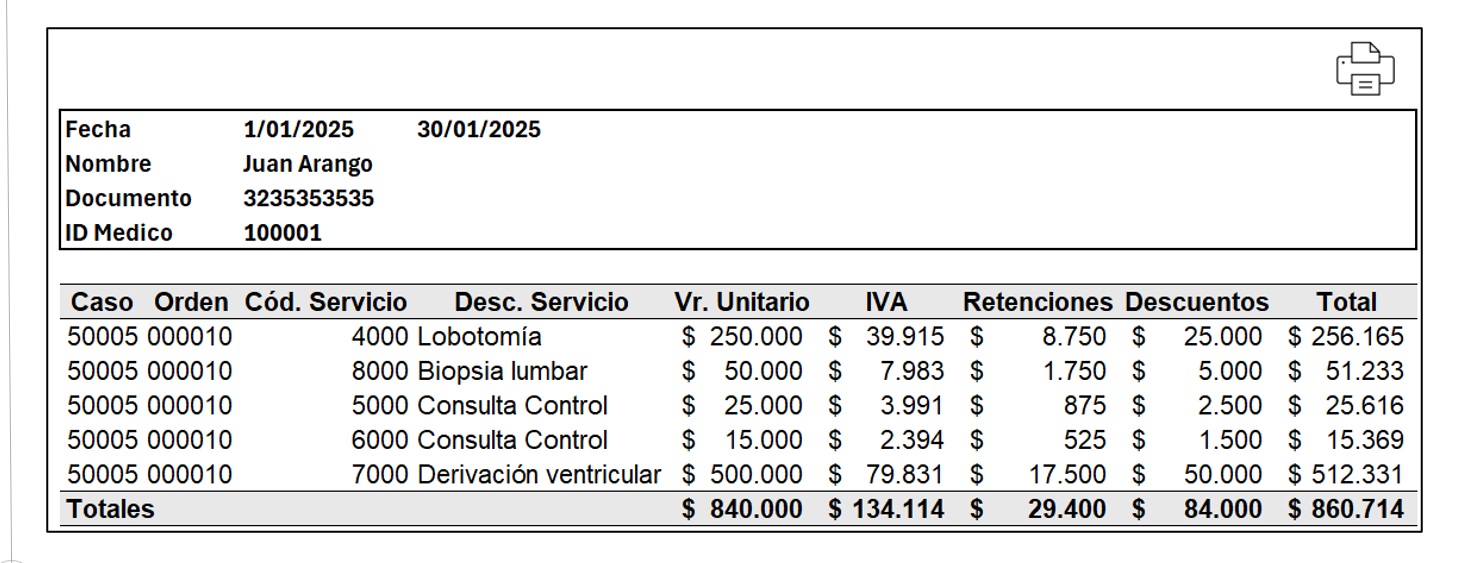 Fecha 1/01/2025 30/01/2025
Nombre Juan Arango
Documento 3235353535
ID Medico 100001
Caso Orden Cód. Servicio Desc. Servicio Vr. Unitario IVA Retenciones Descuentos Total
50005 000010 4000 Lobotomía $ 250.000 $ 39.915 $ 8.750 $ 25.000 $ 256.165
50005 000010 8000 Biopsia lumbar $ 50.000 $ 7.983 $ 1.750 $ 5.000 $ 51.233
50005 000010 5000 Consulta Control $ 25.000 $ 3.991 $ 875 $ 2.500 $ 25.616
50005 000010 6000 Consulta Control $ 15.000 $ 2.394 $ 525 $ 1.500 $ 15.369
50005 000010 7000 Derivación ventricular $ 500.000 $ 79.831 $ 17.500 $ 50.000 $ 512.331
Totales $ 840.000 $ 134.114 $ 29.400 $ 84.000 $ 860.714